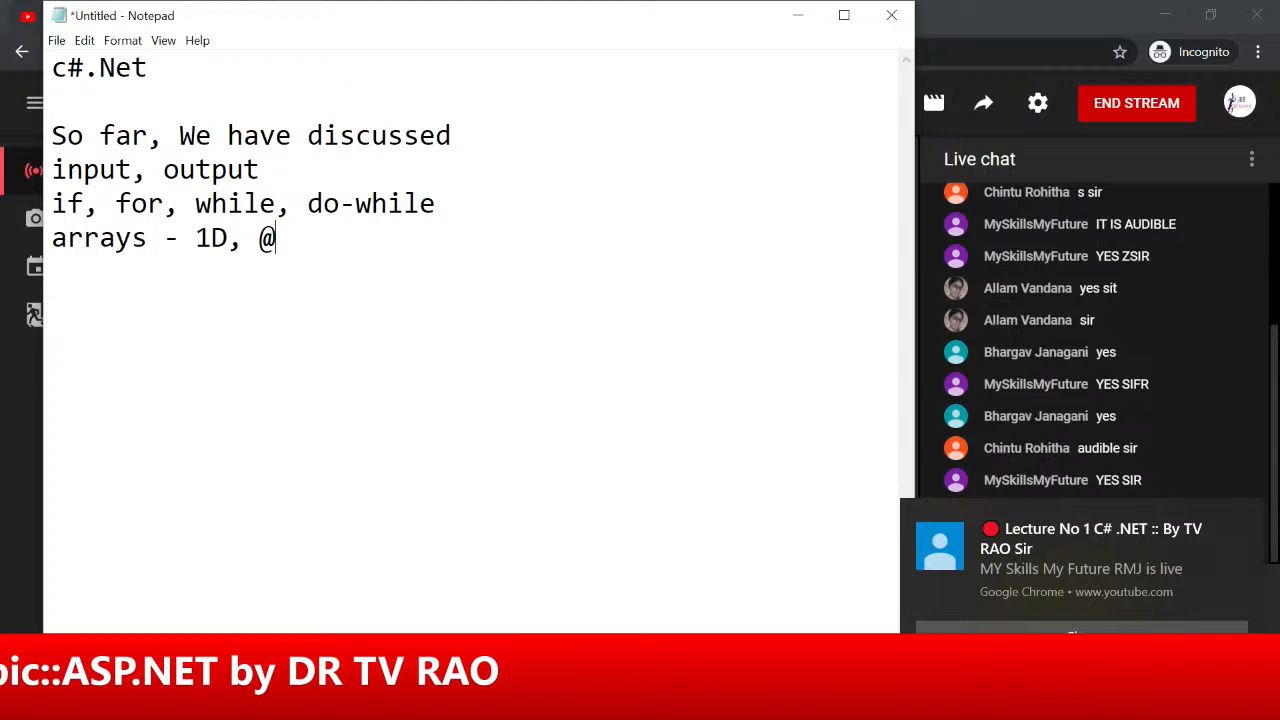 *Untitled - Notepad
File Edit Format View Help
c#.Net
So far, We have discussed
input, output
if, for, while, do-while
arrays - 1D, @
Incognito
END STREAM
Live chat
Chintu Rohitha s sir
MySkillsMyFuture IT IS AUDIBLE
MySkillsMyFuture YES ZSIR
Allam Vandana yes sit
Allam Vandana sir
Bhargav Janagani yes
MySkillsMyFuture YES SIFR
Bhargav Janagani yes
Chintu Rohitha audible sir
MySkillsMyFuture YES SIR
Lecture No 1 C# .NET :: By TV
RAO Sir
MY Skills My Future RMJ is live
Google Chrome • www.youtube.com
pic::ASP.NET by DR TV RAO